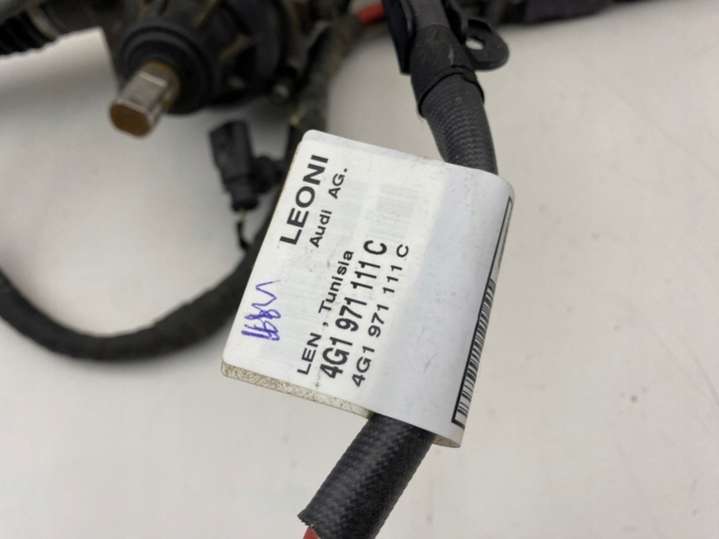 LEONI
Audi AG.
LEN , Tunisia
4G1 971 111 C
4G1 971 111 C